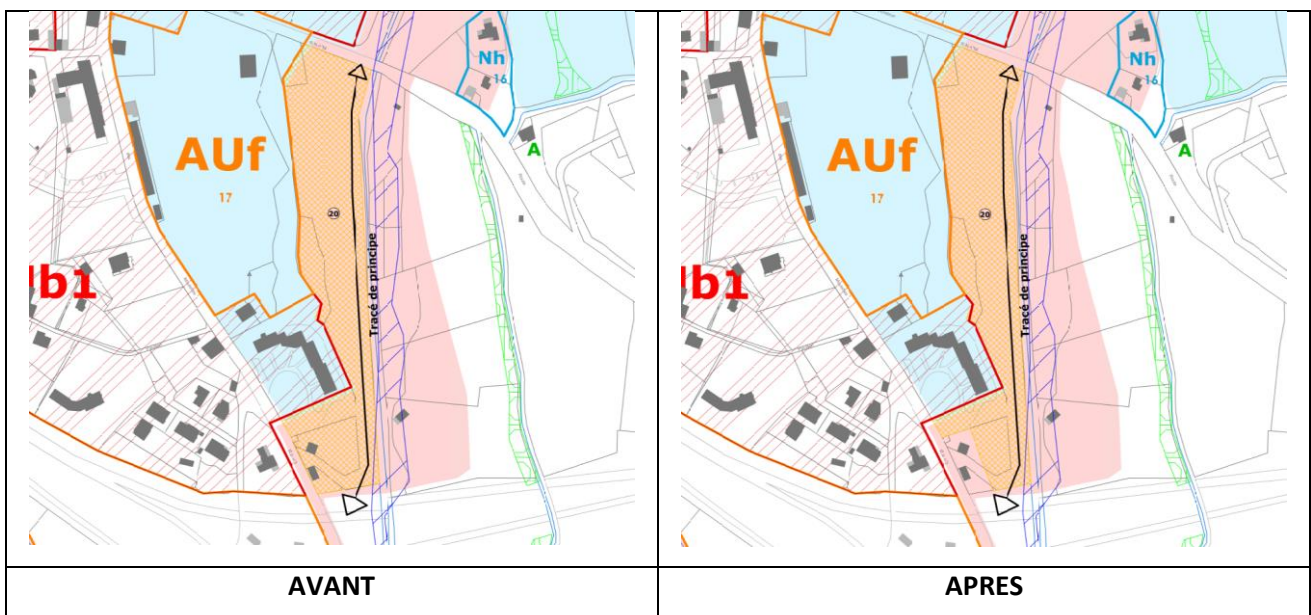 Nh
16
A
AUf
17
20
Tracé de principe
Ub1
AVANT
Nh
16
A
AUf
17
20
Tracé de principe
b1
APRES